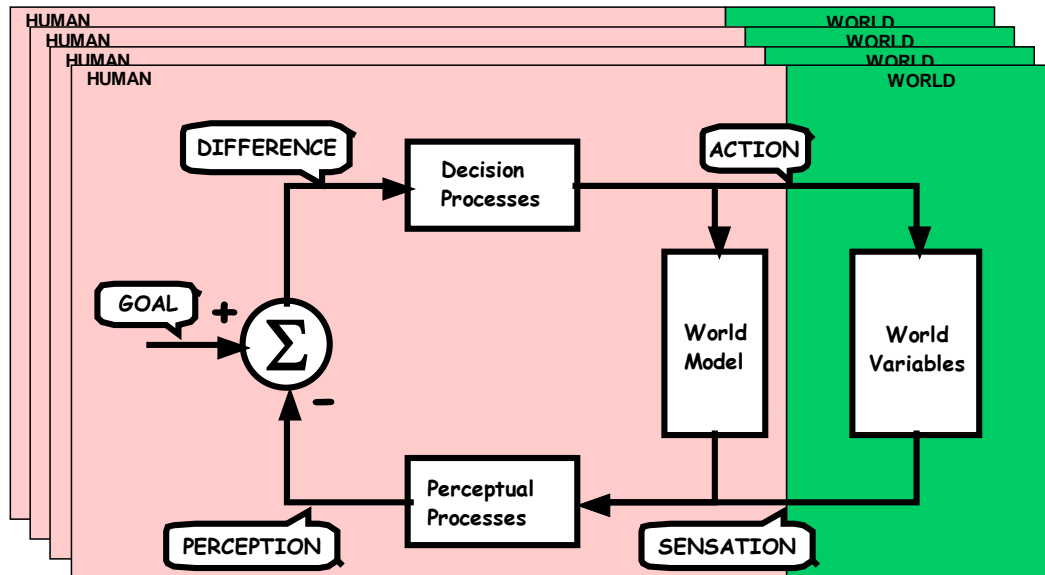 HUMAN
WORLD
HUMAN
WORLD
HUMAN
WORLD
HUMAN
WORLD
DIFFERENCE
Decision
Processes
ACTION
GOAL
+
Σ
World
Model
World
Variables
−
Perceptual
Processes
PERCEPTION
SENSATION